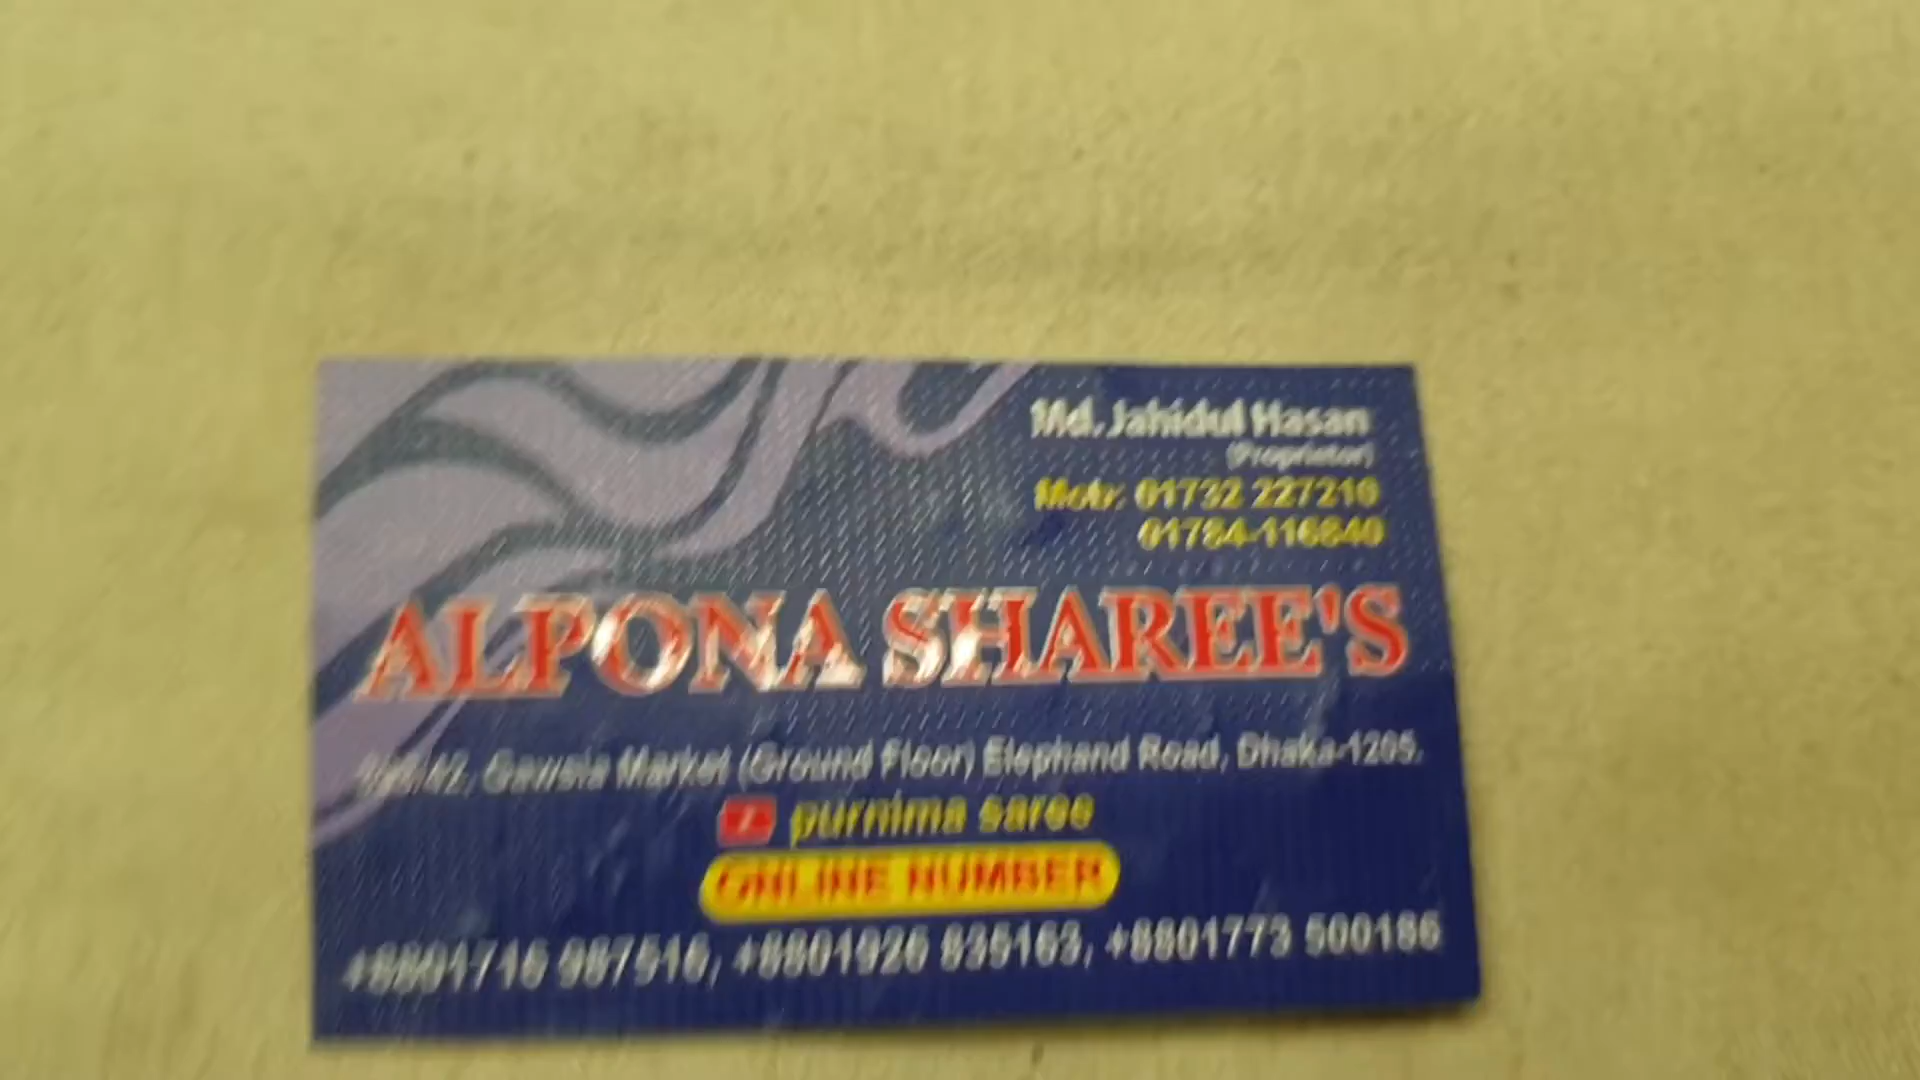 Md. Jahidul Hasan
(Proprietor)
Mob: 01732 227210
01784-116840
ALPONA SHAREE'S
Gawsia Market (Ground Floor) Elephand Road, Dhaka-1205.
purnima saree
ONLINE NUMBER
+8801716 987516, +8801926 835163, +8801773 500186